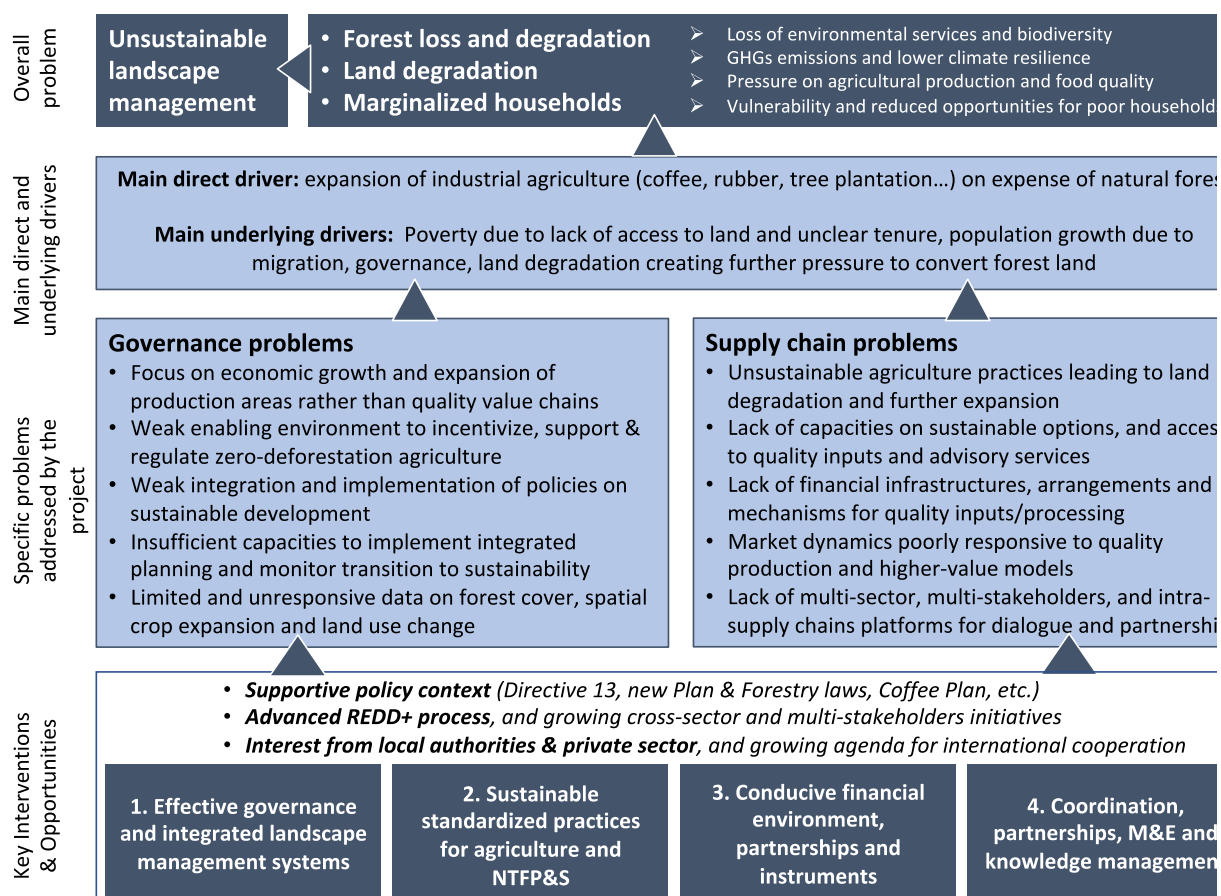 Overall
problem
Unsustainable
landscape
management
• Forest loss and degradation
• Land degradation
• Marginalized households
➢ Loss of environmental services and biodiversity
➢ GHGs emissions and lower climate resilience
➢ Pressure on agricultural production and food quality
➢ Vulnerability and reduced opportunities for poor household
Main direct and
underlying drivers
Main direct driver: expansion of industrial agriculture (coffee, rubber, tree plantation…) on expense of natural fores
Main underlying drivers: Poverty due to lack of access to land and unclear tenure, population growth due to
migration, governance, land degradation creating further pressure to convert forest land
Specific problems
addressed by the
project
Governance problems
• Focus on economic growth and expansion of
production areas rather than quality value chains
• Weak enabling environment to incentivize, support &
regulate zero-deforestation agriculture
• Weak integration and implementation of policies on
sustainable development
• Insufficient capacities to implement integrated
planning and monitor transition to sustainability
• Limited and unresponsive data on forest cover, spatial
crop expansion and land use change
Supply chain problems
• Unsustainable agriculture practices leading to land
degradation and further expansion
• Lack of capacities on sustainable options, and acces
to quality inputs and advisory services
• Lack of financial infrastructures, arrangements and
mechanisms for quality inputs/processing
• Market dynamics poorly responsive to quality
production and higher-value models
• Lack of multi-sector, multi-stakeholders, and intra-
supply chains platforms for dialogue and partnershi
Key Interventions
& Opportunities
• Supportive policy context (Directive 13, new Plan & Forestry laws, Coffee Plan, etc.)
• Advanced REDD+ process, and growing cross-sector and multi-stakeholders initiatives
• Interest from local authorities & private sector, and growing agenda for international cooperation
1. Effective governance
and integrated landscape
management systems
2. Sustainable
standardized practices
for agriculture and
NTFP&S
3. Conducive financial
environment,
partnerships and
instruments
4. Coordination,
partnerships, M&E and
knowledge managemen